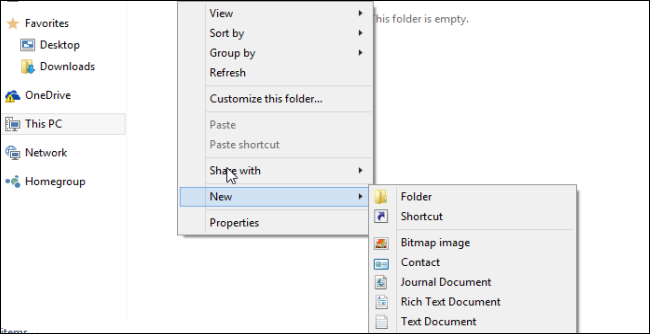 Favorites
Desktop
Downloads
OneDrive
This PC
Network
Homegroup
items
View
Sort by
Group by
Refresh
Customize this folder...
Paste
Paste shortcut
Share with
New
Properties
his folder is empty.
Folder
Shortcut
Bitmap image
Contact
Journal Document
Rich Text Document
Text Document